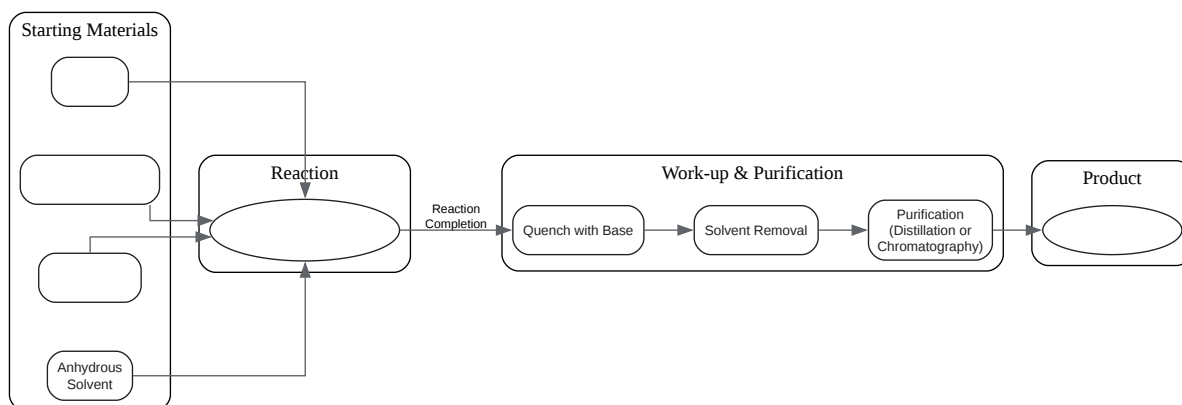 Starting Materials
Anhydrous
Solvent
Reaction
Reaction
Completion
Work-up & Purification
Quench with Base
Solvent Removal
Purification
(Distillation or
Chromatography)
Product